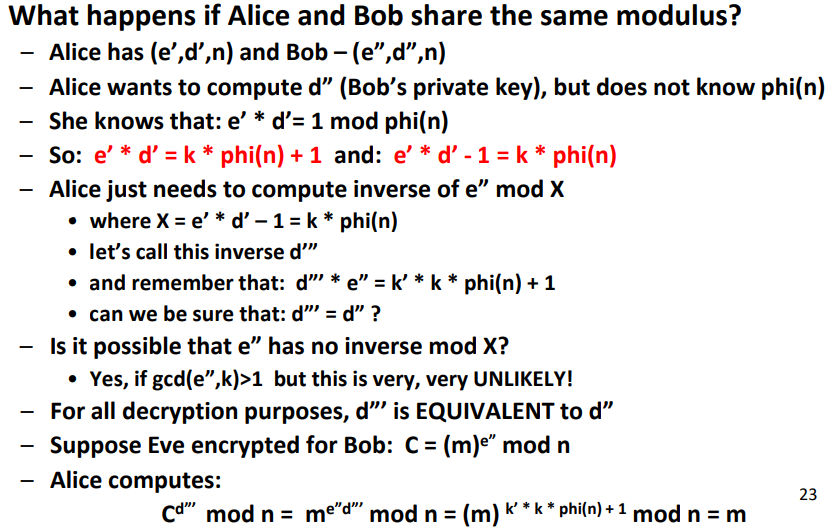 What happens if Alice and Bob share the same modulus?
– Alice has (e’,d’,n) and Bob – (e”,d”,n)
– Alice wants to compute d” (Bob’s private key), but does not know phi(n)
– She knows that: e’ * d’= 1 mod phi(n)
– So: e’ * d’ = k * phi(n) + 1 and: e’ * d’ - 1 = k * phi(n)
– Alice just needs to compute inverse of e” mod X
• where X = e’ * d’ – 1 = k * phi(n)
• let’s call this inverse d’”
• and remember that: d”’ * e” = k’ * k * phi(n) + 1
• can we be sure that: d”’ = d” ?
– Is it possible that e” has no inverse mod X?
• Yes, if gcd(e”,k)>1 but this is very, very UNLIKELY!
– For all decryption purposes, d”’ is EQUIVALENT to d”
– Suppose Eve encrypted for Bob: C = (m)e” mod n
– Alice computes:
Cd”’ mod n = me”d”’ mod n = (m) k’ * k * phi(n) + 1 mod n = m
23